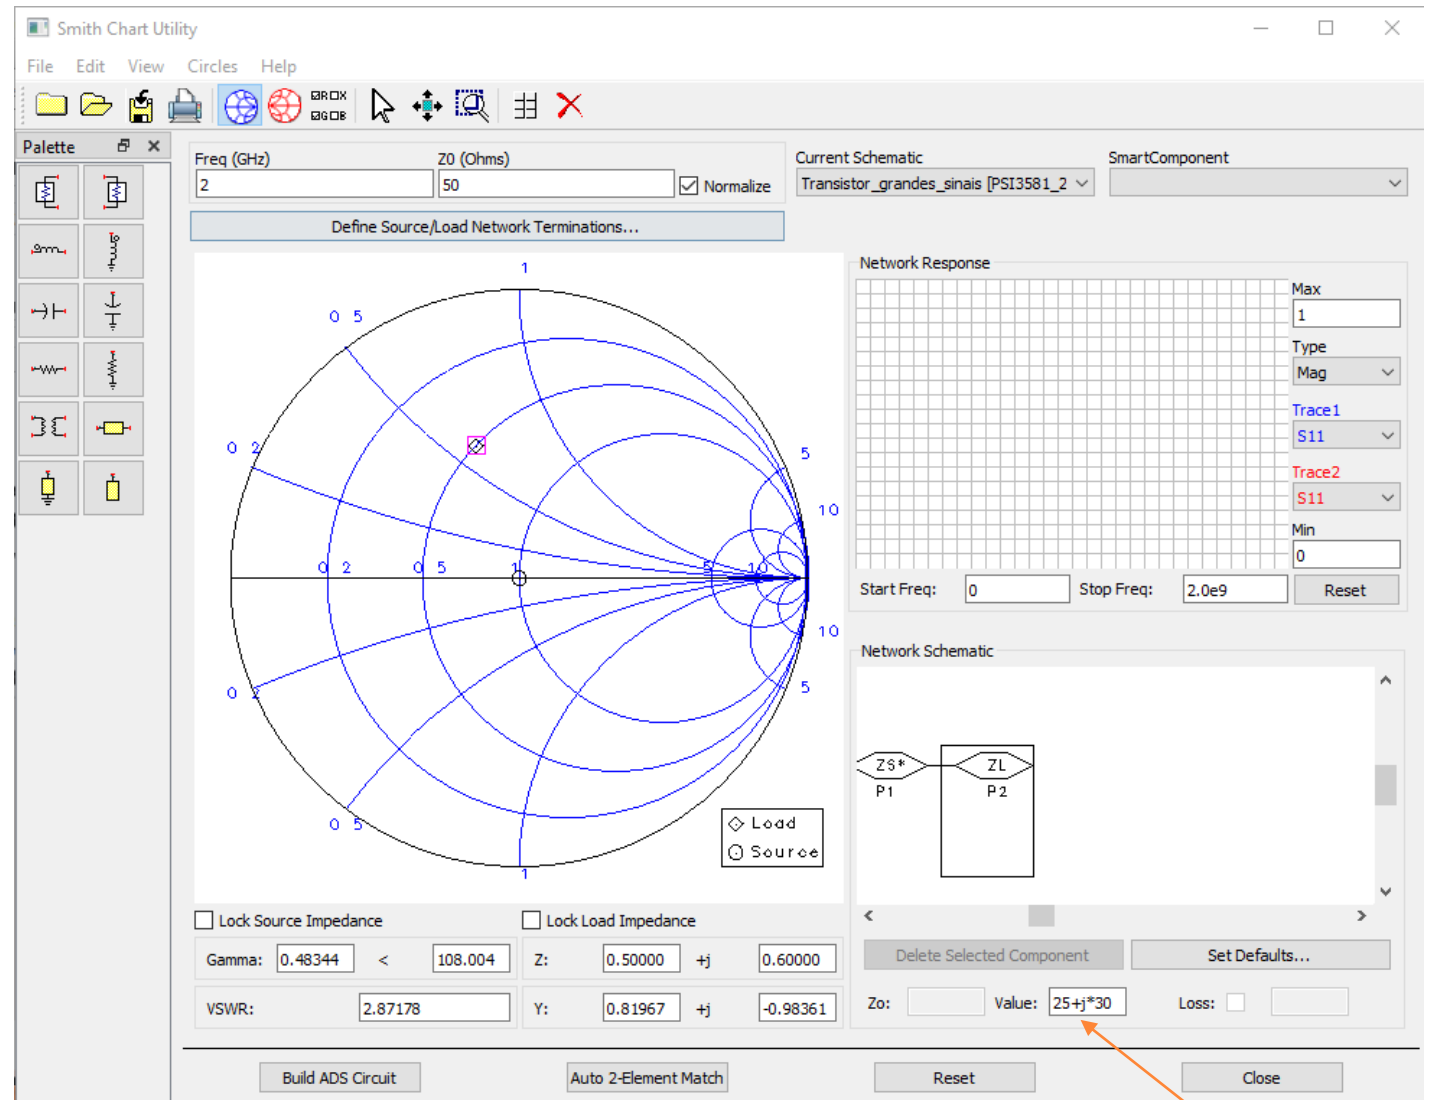 Smith Chart Utility
File Edit View Circles Help
Palette
Freq (GHz)
2
Z0 (Ohms)
50
Normalize
Current Schematic
Transistor_grandes_sinais [PSI3581_2
SmartComponent
Define Source/Load Network Terminations...
1
0 5
0 2
5
10
0 2
0 5
1
5
10
10
5
0 2
0 5
1
Load
Source
Network Response
Max
1
Type
Mag
Trace1
S11
Trace2
S11
Min
0
Start Freq: 0 Stop Freq: 2.0e9 Reset
Network Schematic
ZS* ZL
P1 P2
Lock Source Impedance Lock Load Impedance
Gamma: 0.48344 < 108.004 Z: 0.50000 +j 0.60000
VSWR: 2.87178 Y: 0.81967 +j -0.98361
Delete Selected Component Set Defaults...
Zo: Value: 25+j*30 Loss:
Build ADS Circuit Auto 2-Element Match Reset Close